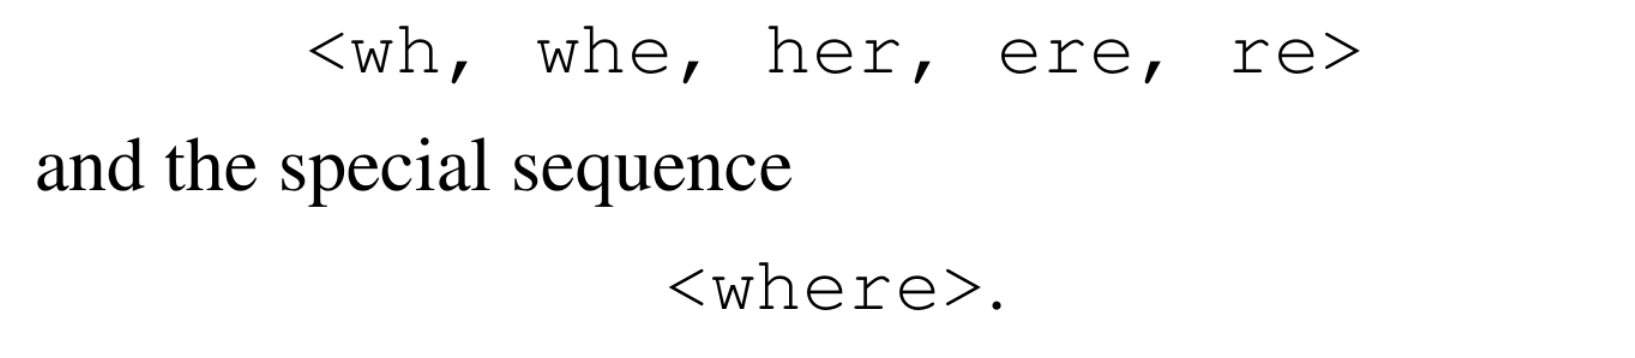 <wh, whe, her, ere, re>
and the special sequence
<where>.